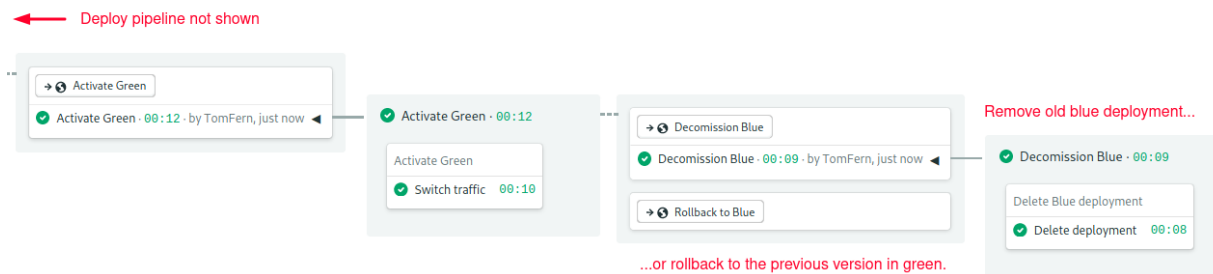 Deploy pipeline not shown
→ Activate Green
Activate Green · 00:12 · by TomFern, just now
Activate Green · 00:12
Activate Green
Switch traffic 00:10
→ Decomission Blue
Decomission Blue · 00:09 · by TomFern, just now
→ Rollback to Blue
...or rollback to the previous version in green.
Remove old blue deployment...
Decomission Blue · 00:09
Delete Blue deployment
Delete deployment 00:08